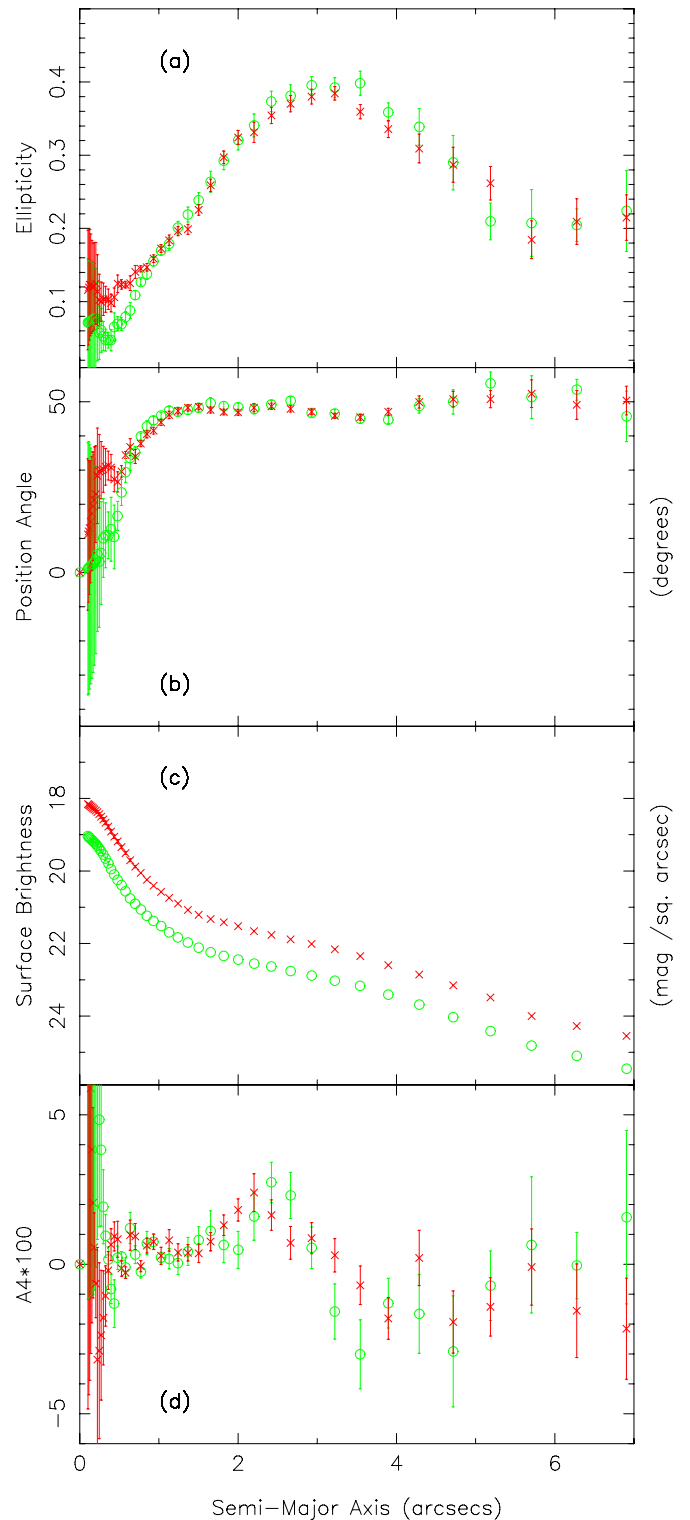 (a)
0.4
0.3
0.2
0.1
Ellipticity
50
0
Position Angle
(degrees)
(b)
(c)
18
20
22
24
Surface Brightness
(mag /sq. arcsec)
5
0
-5
A4*100
(d)
0 2 4 6
Semi-Major Axis (arcsecs)